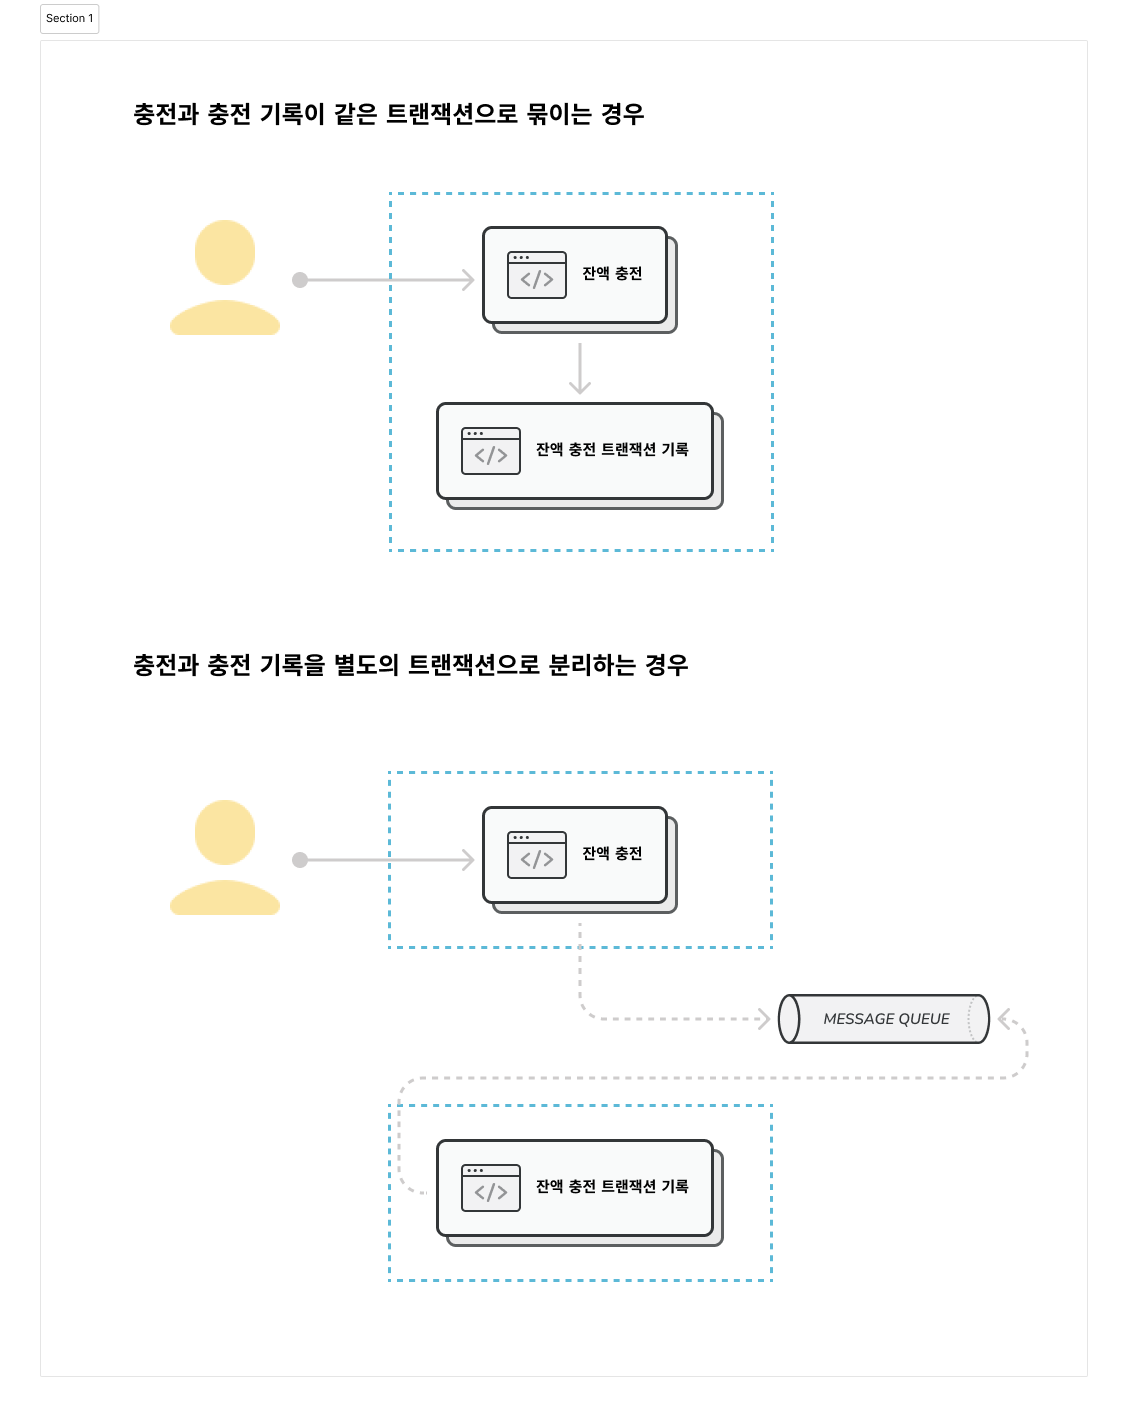 Section 1
충전과 충전 기록이 같은 트랜잭션으로 묶이는 경우
잔액 충전
잔액 충전 트랜잭션 기록
충전과 충전 기록을 별도의 트랜잭션으로 분리하는 경우
잔액 충전
MESSAGE QUEUE
잔액 충전 트랜잭션 기록